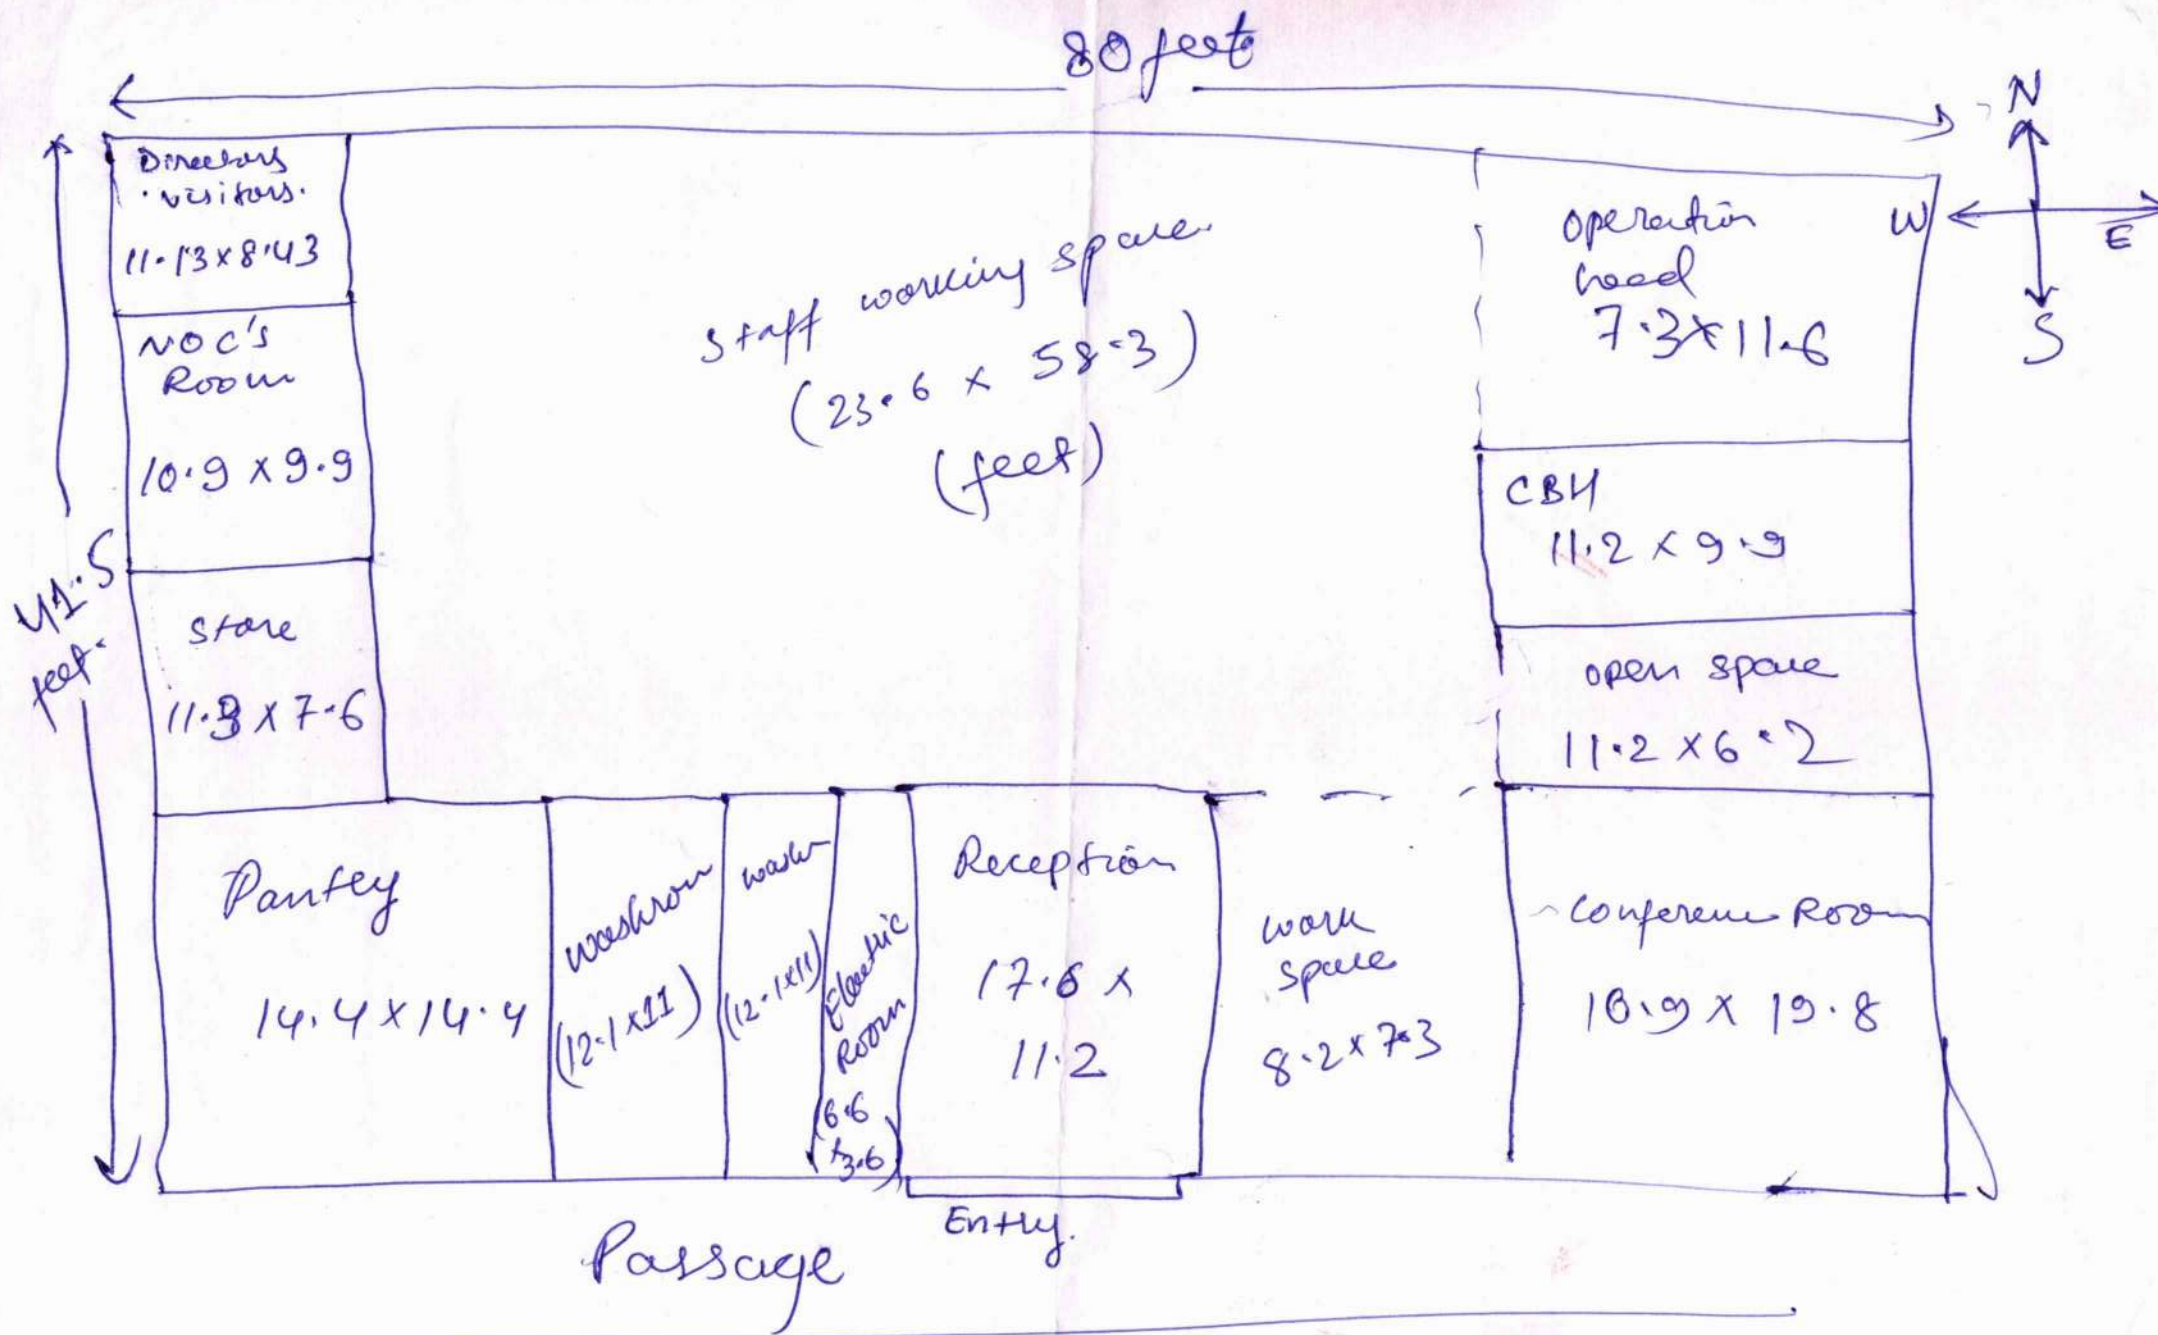 80 feet
N
W
E
S
41.5
feet
Directors
visitors.
11.13 x 8.43
NOC's
Room
10.9 x 9.9
Store
11.3 x 7.6
Staff working space
(23.6 x 58.3)
(feet)
operation
head
7.3 x 11.6
CBH
11.2 x 9.9
open space
11.2 x 6.2
Pantry
14.4 x 14.4
washroom
(12.1 x 11)
(12.1 x 11)
Electric
Room
(6.6
x 3.6)
Reception
17.6 x
11.2
work
space
8.2 x 7.3
Conference Room
x 19.8
Entry.
Passage